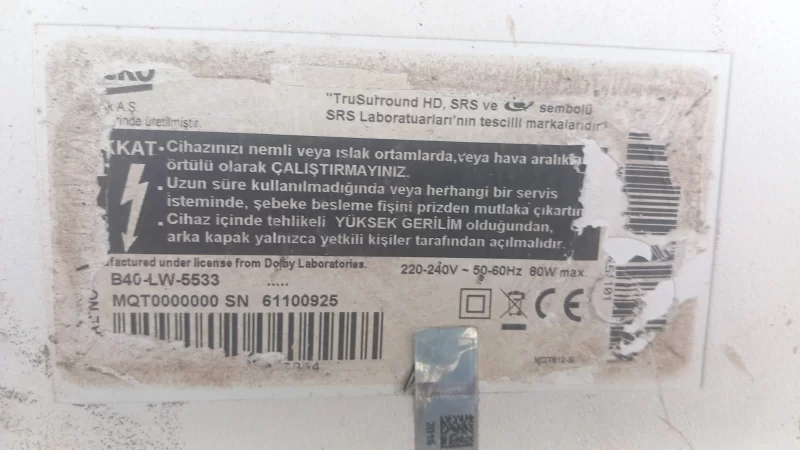 "TruSurround HD, SRS ve sembolü
SRS Laboratuarları'nın tescilli markalarıdır
A.Ş.
üretilmiştir.
KKAT • Cihazınızı nemli veya ıslak ortamlarda,veya hava aralıkları
örtülü olarak ÇALIŞTIRMAYINIZ.
• Uzun süre kullanılmadığında veya herhangi bir servis
isteminde, şebeke besleme fişini prizden mutlaka çıkartın
• Cihaz içinde tehlikeli YÜKSEK GERİLİM olduğundan,
arka kapak yalnızca yetkili kişiler tarafından açılmalıdır.
ufactured under license from Dolby Laboratories.
B40-LW-5533 .....
220-240V ~ 50-60Hz 80W max.
MQT0000000 SN 61100925
CE
2016